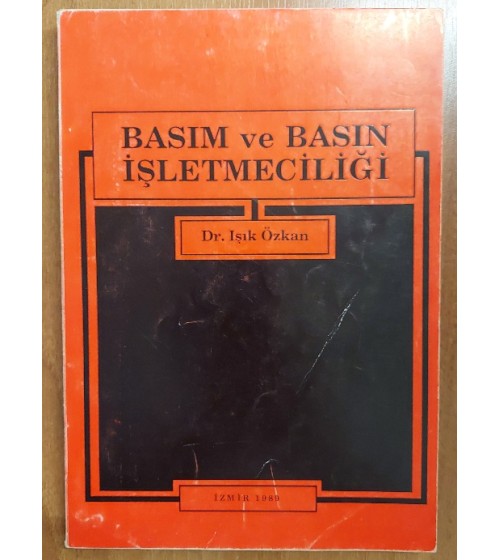 BASIM ve BASIN
İŞLETMECİLİĞİ
Dr. Işık Özkan
İZMİR 1989